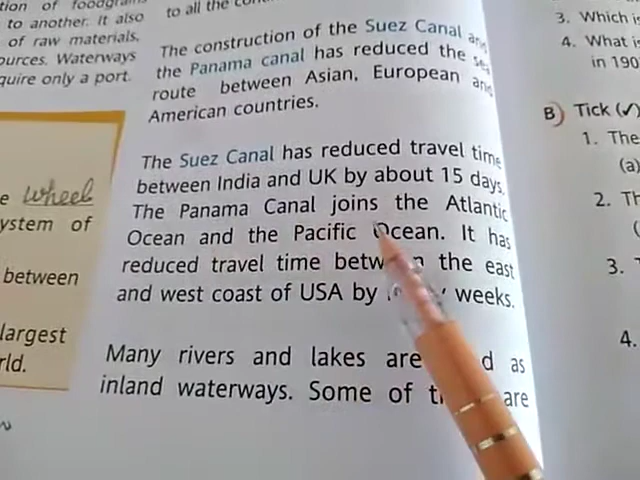 tion of foodgrains
to another. It also
of raw materials.
ources. Waterways
quire only a port.
wheel
ystem of
between
largest
rld.
to all the
The construction of the Suez Canal
the Panama canal has reduced the
route between Asian, European
American countries.
The Suez Canal has reduced travel time
between India and UK by about 15 days.
The Panama Canal joins the Atlantic
Ocean and the Pacific Ocean. It has
reduced travel time the east
and west coast of USA by weeks.
Many rivers and lakes are as
inland waterways. Some of are
3. Which is
4. What is
in 190
B) Tick (✓)
1. The
(a)
2. Th
3.
4.